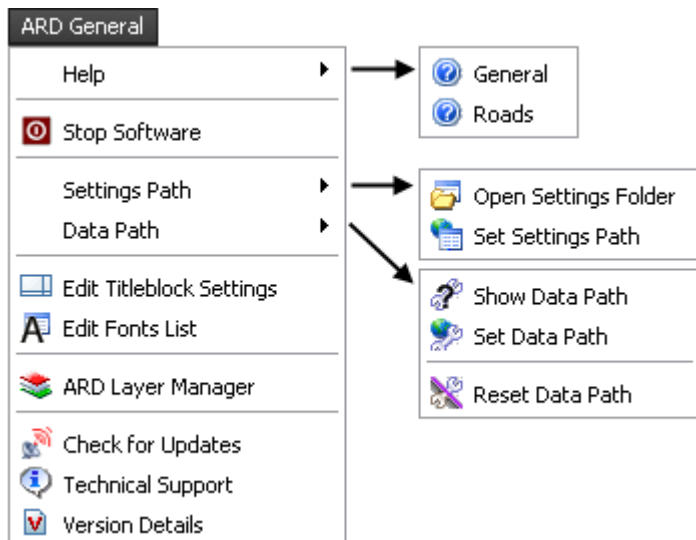 ARD General
Help
General
Roads
Stop Software
Settings Path
Open Settings Folder
Set Settings Path
Data Path
Show Data Path
Set Data Path
Reset Data Path
Edit Titleblock Settings
Edit Fonts List
ARD Layer Manager
Check for Updates
Technical Support
Version Details